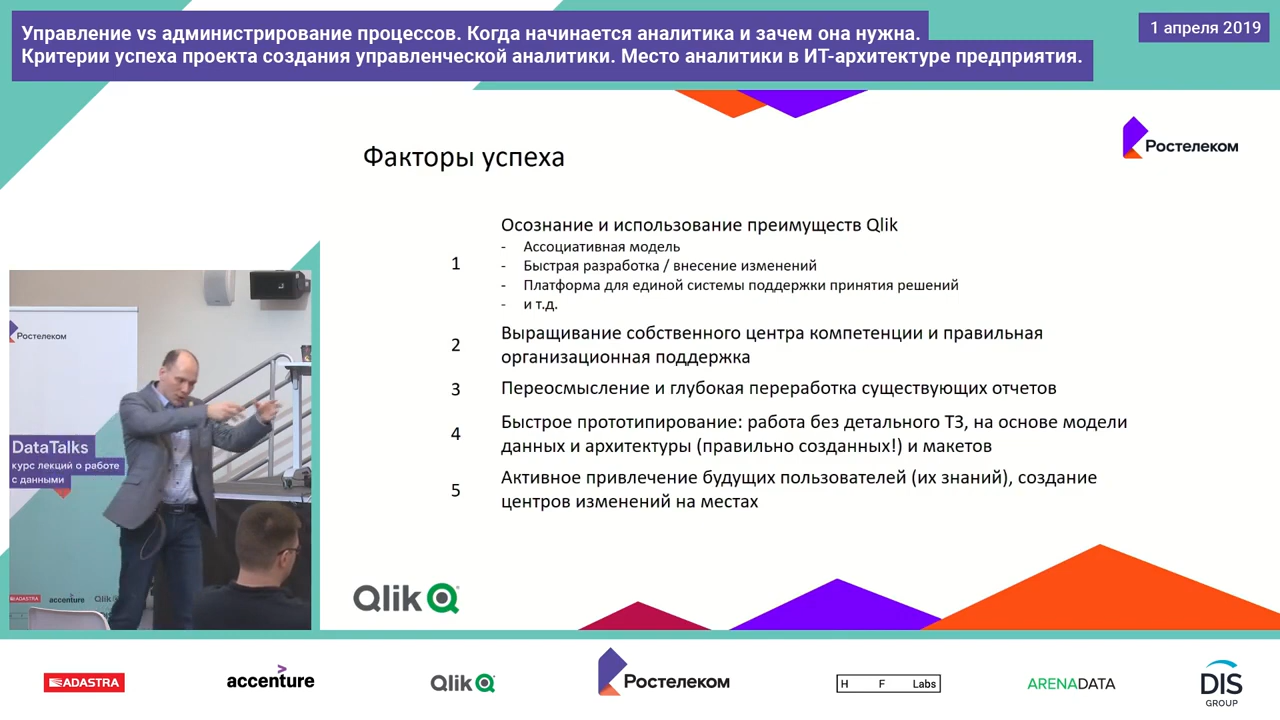 Управление vs администрирование процессов. Когда начинается аналитика и зачем она нужна.
Критерии успеха проекта создания управленческой аналитики. Место аналитики в ИТ-архитектуре предприятия.
1 апреля 2019
Ростелеком
Факторы успеха
1
Осознание и использование преимуществ Qlik
- Ассоциативная модель
- Быстрая разработка / внесение изменений
- Платформа для единой системы поддержки принятия решений
- и т.д.
2
Выращивание собственного центра компетенции и правильная
организационная поддержка
3
Переосмысление и глубокая переработка существующих отчетов
4
Быстрое прототипирование: работа без детального ТЗ, на основе модели
данных и архитектуры (правильно созданных!) и макетов
5
Активное привлечение будущих пользователей (их знаний), создание
центров изменений на местах
Qlik
Ростелеком
DataTalks
курс лекций о работе
с данными
ADASTRA
accenture
Qlik
ADASTRA
accenture
Qlik
Ростелеком
H F Labs
ARENADATA
DIS
GROUP